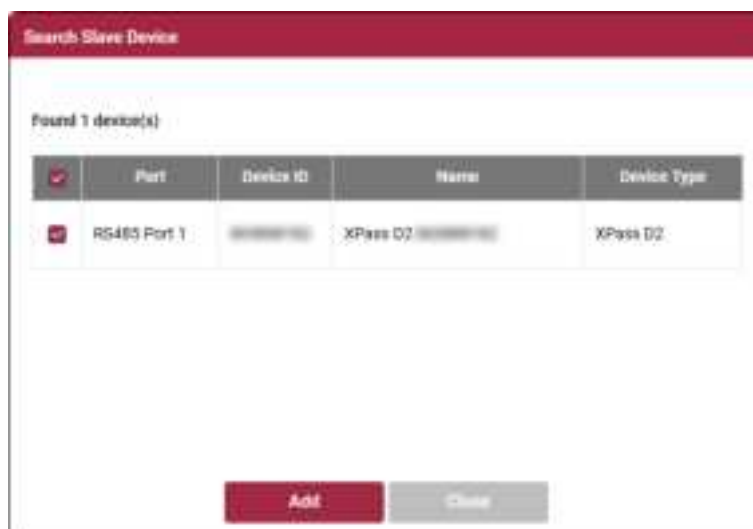 Search Slave Device
Found 1 device(s)
Port Device ID Name Device Type
RS485 Port 1 XPass D2 XPass D2
Add Close